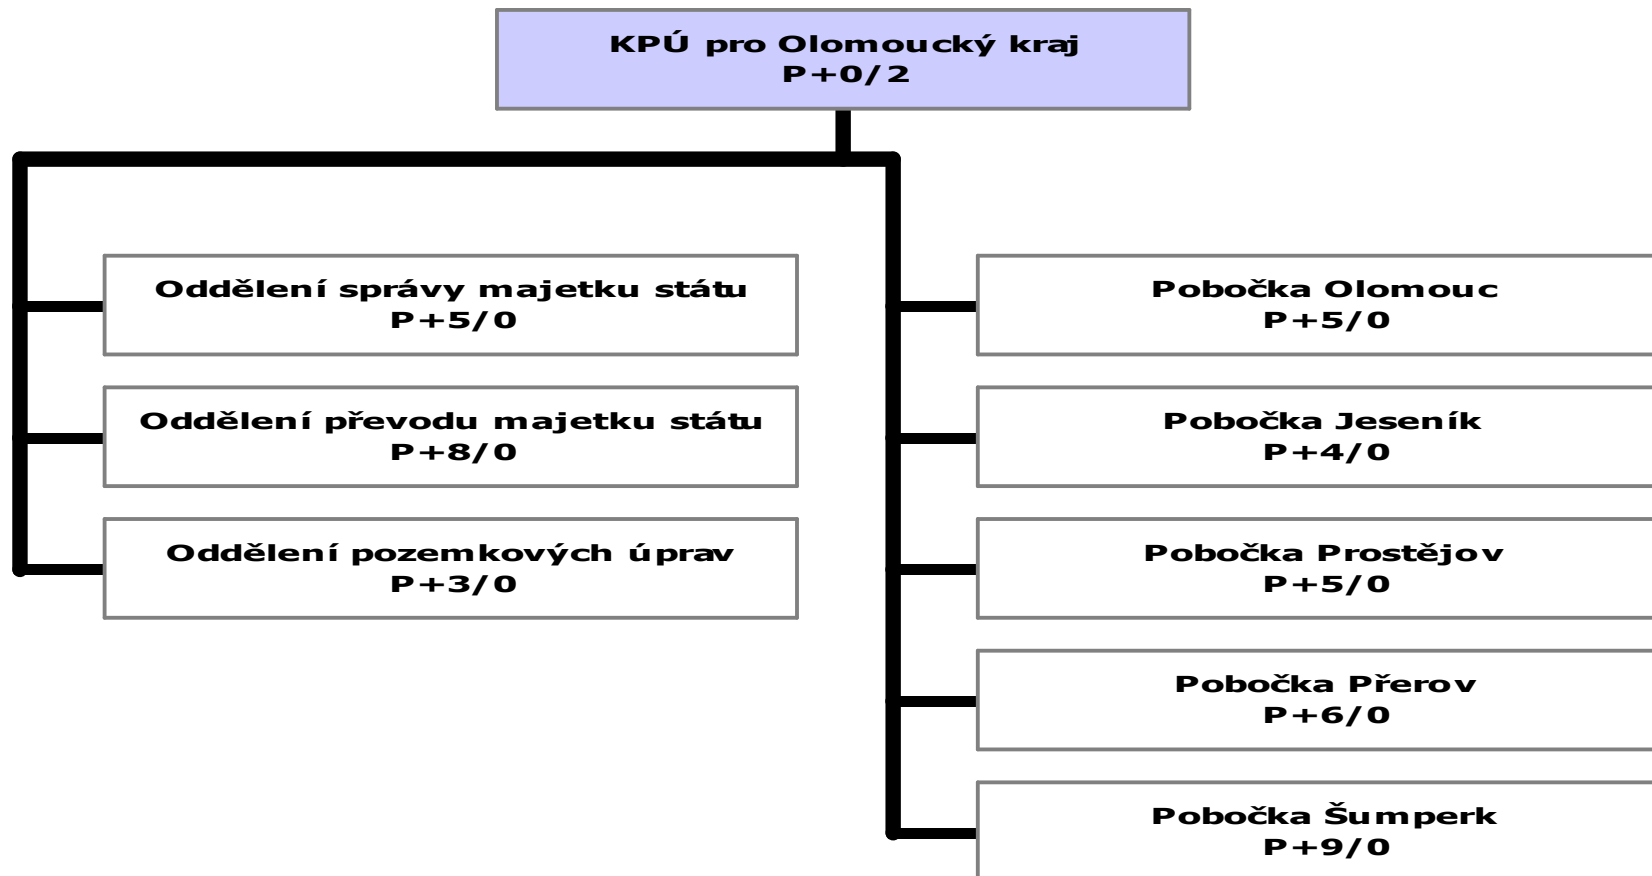 KPÚ pro Olomoucký kraj
P+0/2
Oddělení správy majetku státu
P+5/0
Oddělení převodu majetku státu
P+8/0
Oddělení pozemkových úprav
P+3/0
Pobočka Olomouc
P+5/0
Pobočka Jeseník
P+4/0
Pobočka Prostějov
P+5/0
Pobočka Přerov
P+6/0
Pobočka Šumperk
P+9/0